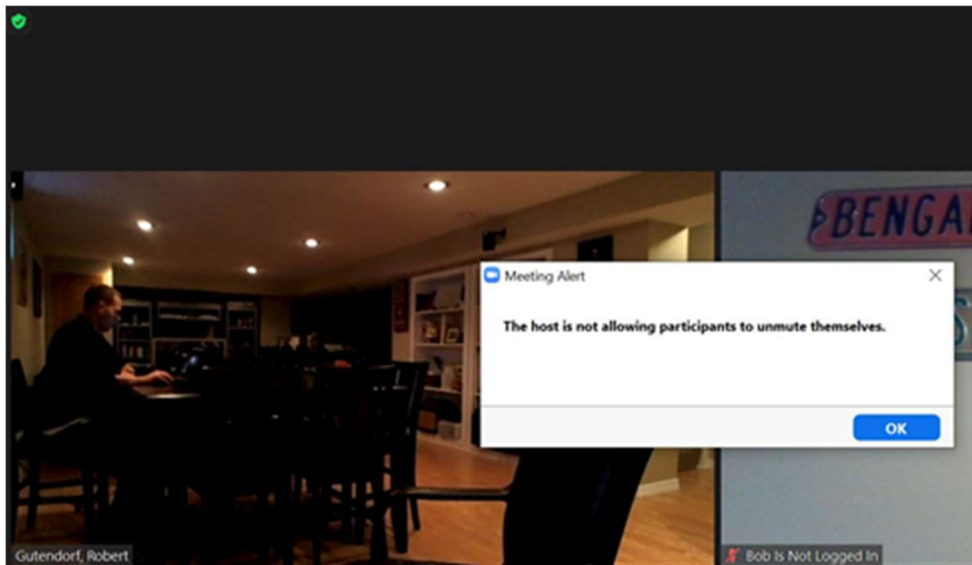 BENGA
Meeting Alert
The host is not allowing participants to unmute themselves.
OK
Gutendorf, Robert
Bob Is Not Logged In